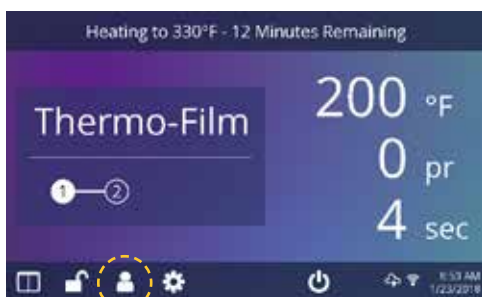 Heating to 330°F - 12 Minutes Remaining
Thermo-Film
200 °F
1 2
0 pr
4 sec
8:53 AM
1/23/2018